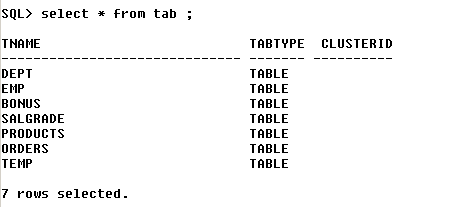 SQL> select * from tab ;
TNAME TABTYPE CLUSTERID
------------------------------ ------- ----------
DEPT TABLE
EMP TABLE
BONUS TABLE
SALGRADE TABLE
PRODUCTS TABLE
ORDERS TABLE
TEMP TABLE
7 rows selected.